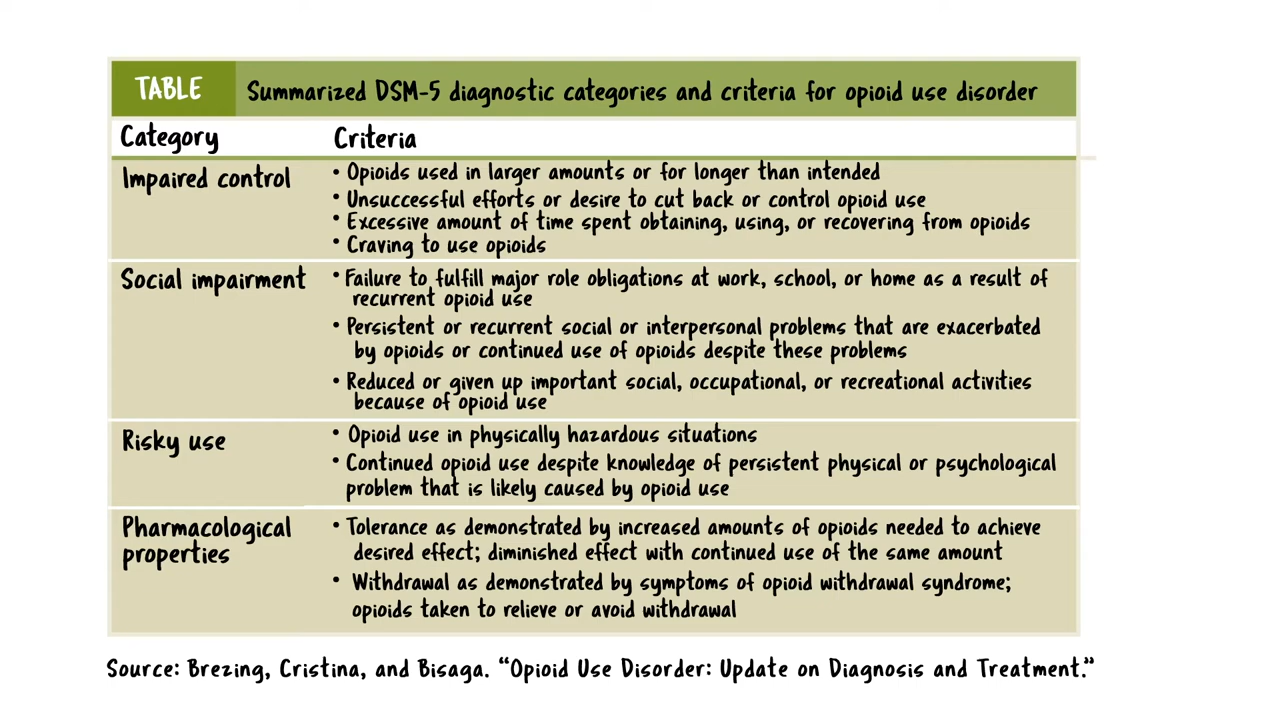 TABLE Summarized DSM-5 diagnostic categories and criteria for opioid use disorder
Category Criteria
Impaired control
• Opioids used in larger amounts or for longer than intended
• Unsuccessful efforts or desire to cut back or control opioid use
• Excessive amount of time spent obtaining, using, or recovering from opioids
• Craving to use opioids
Social impairment
• Failure to fulfill major role obligations at work, school, or home as a result of
recurrent opioid use
• Persistent or recurrent social or interpersonal problems that are exacerbated
by opioids or continued use of opioids despite these problems
• Reduced or given up important social, occupational, or recreational activities
because of opioid use
Risky use
• Opioid use in physically hazardous situations
• Continued opioid use despite knowledge of persistent physical or psychological
problem that is likely caused by opioid use
Pharmacological
properties
• Tolerance as demonstrated by increased amounts of opioids needed to achieve
desired effect; diminished effect with continued use of the same amount
• Withdrawal as demonstrated by symptoms of opioid withdrawal syndrome;
opioids taken to relieve or avoid withdrawal
Source: Brezing, Cristina, and Bisaga. “Opioid Use Disorder: Update on Diagnosis and Treatment.”